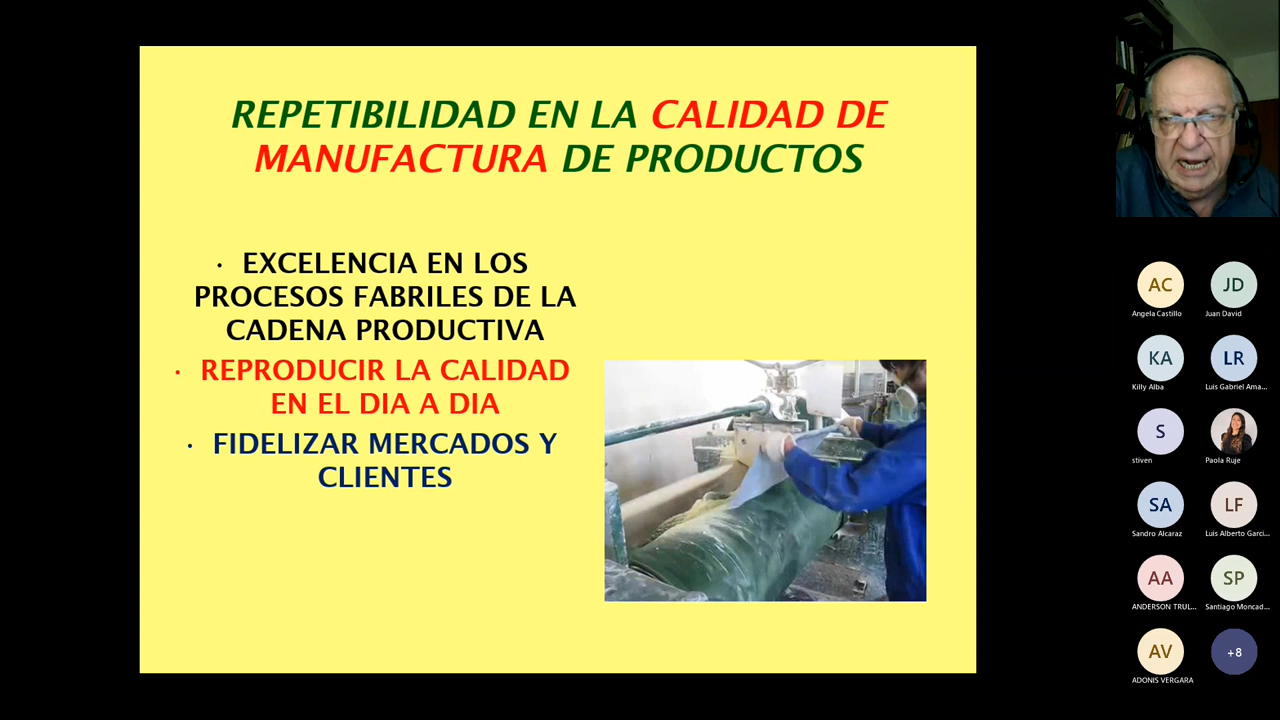 REPETIBILIDAD EN LA CALIDAD DE
MANUFACTURA DE PRODUCTOS
· EXCELENCIA EN LOS
PROCESOS FABRILES DE LA
CADENA PRODUCTIVA
· REPRODUCIR LA CALIDAD
EN EL DIA A DIA
· FIDELIZAR MERCADOS Y
CLIENTES
AC JD
Angela Castillo Juan David
KA LR
Killy Alba Luis Gabriel Ama...
S
stiven Paola Ruje
SA LF
Sandro Alcaraz Luis Alberto Garci...
AA SP
ANDERSON TRUL... Santiago Moncad...
AV +8
ADONIS VERGARA